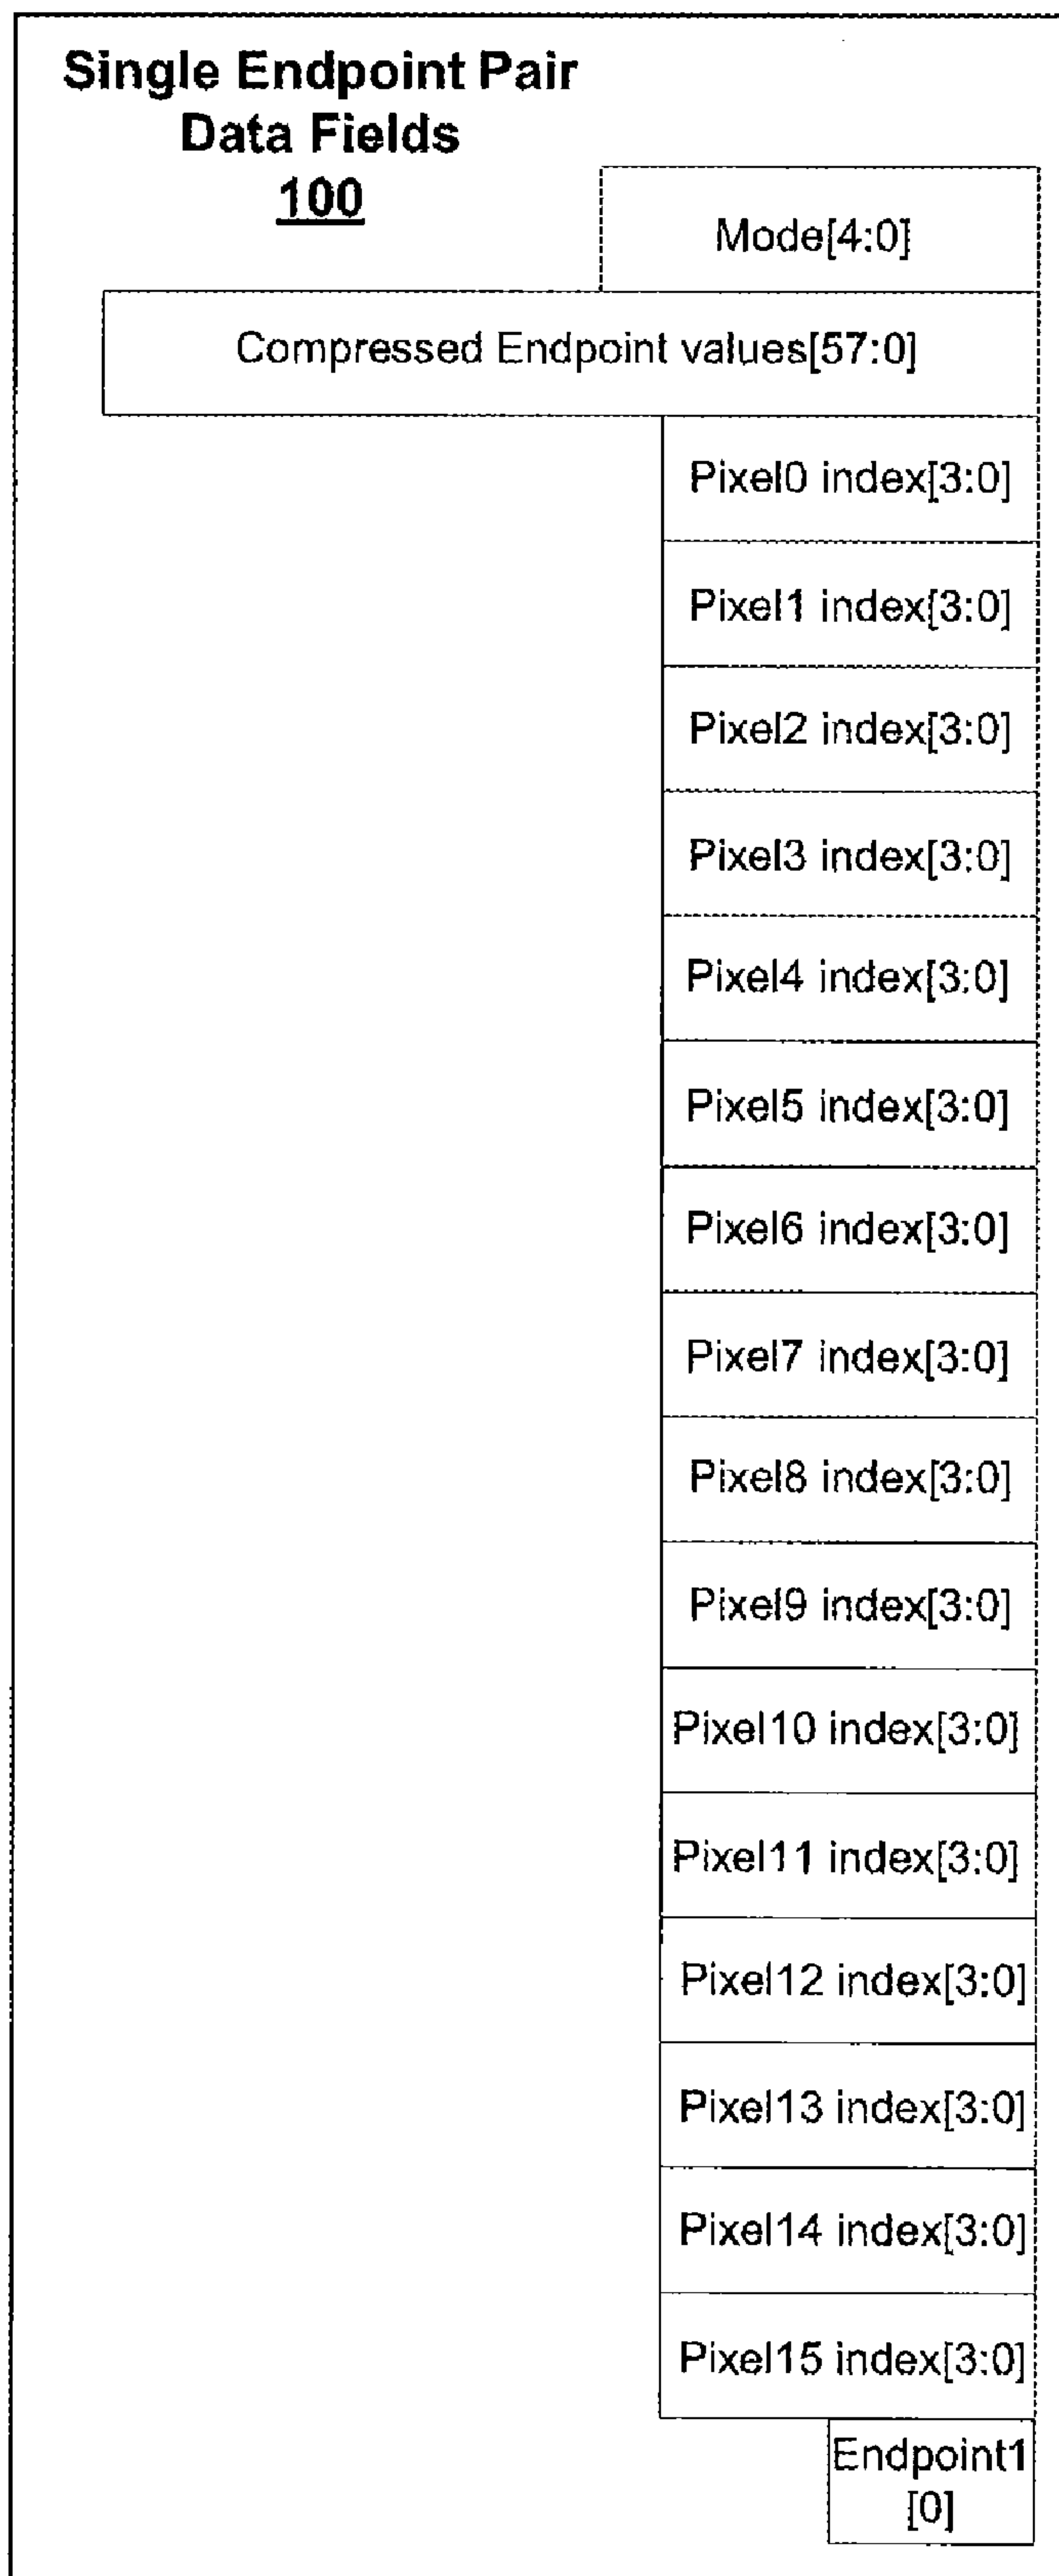 Single Endpoint Pair
Data Fields
100
Mode[4:0]
Compressed Endpoint values[57:0]
Pixel0 index[3:0]
Pixel1 index[3:0]
Pixel2 index[3:0]
Pixel3 index[3:0]
Pixel4 index[3:0]
Pixel5 index[3:0]
Pixel6 index[3:0]
Pixel7 index[3:0]
Pixel8 index[3:0]
Pixel9 index[3:0]
Pixel10 index[3:0]
Pixel11 index[3:0]
Pixel12 index[3:0]
Pixel13 index[3:0]
Pixel14 index[3:0]
Pixel15 index[3:0]
Endpoint1
[0]